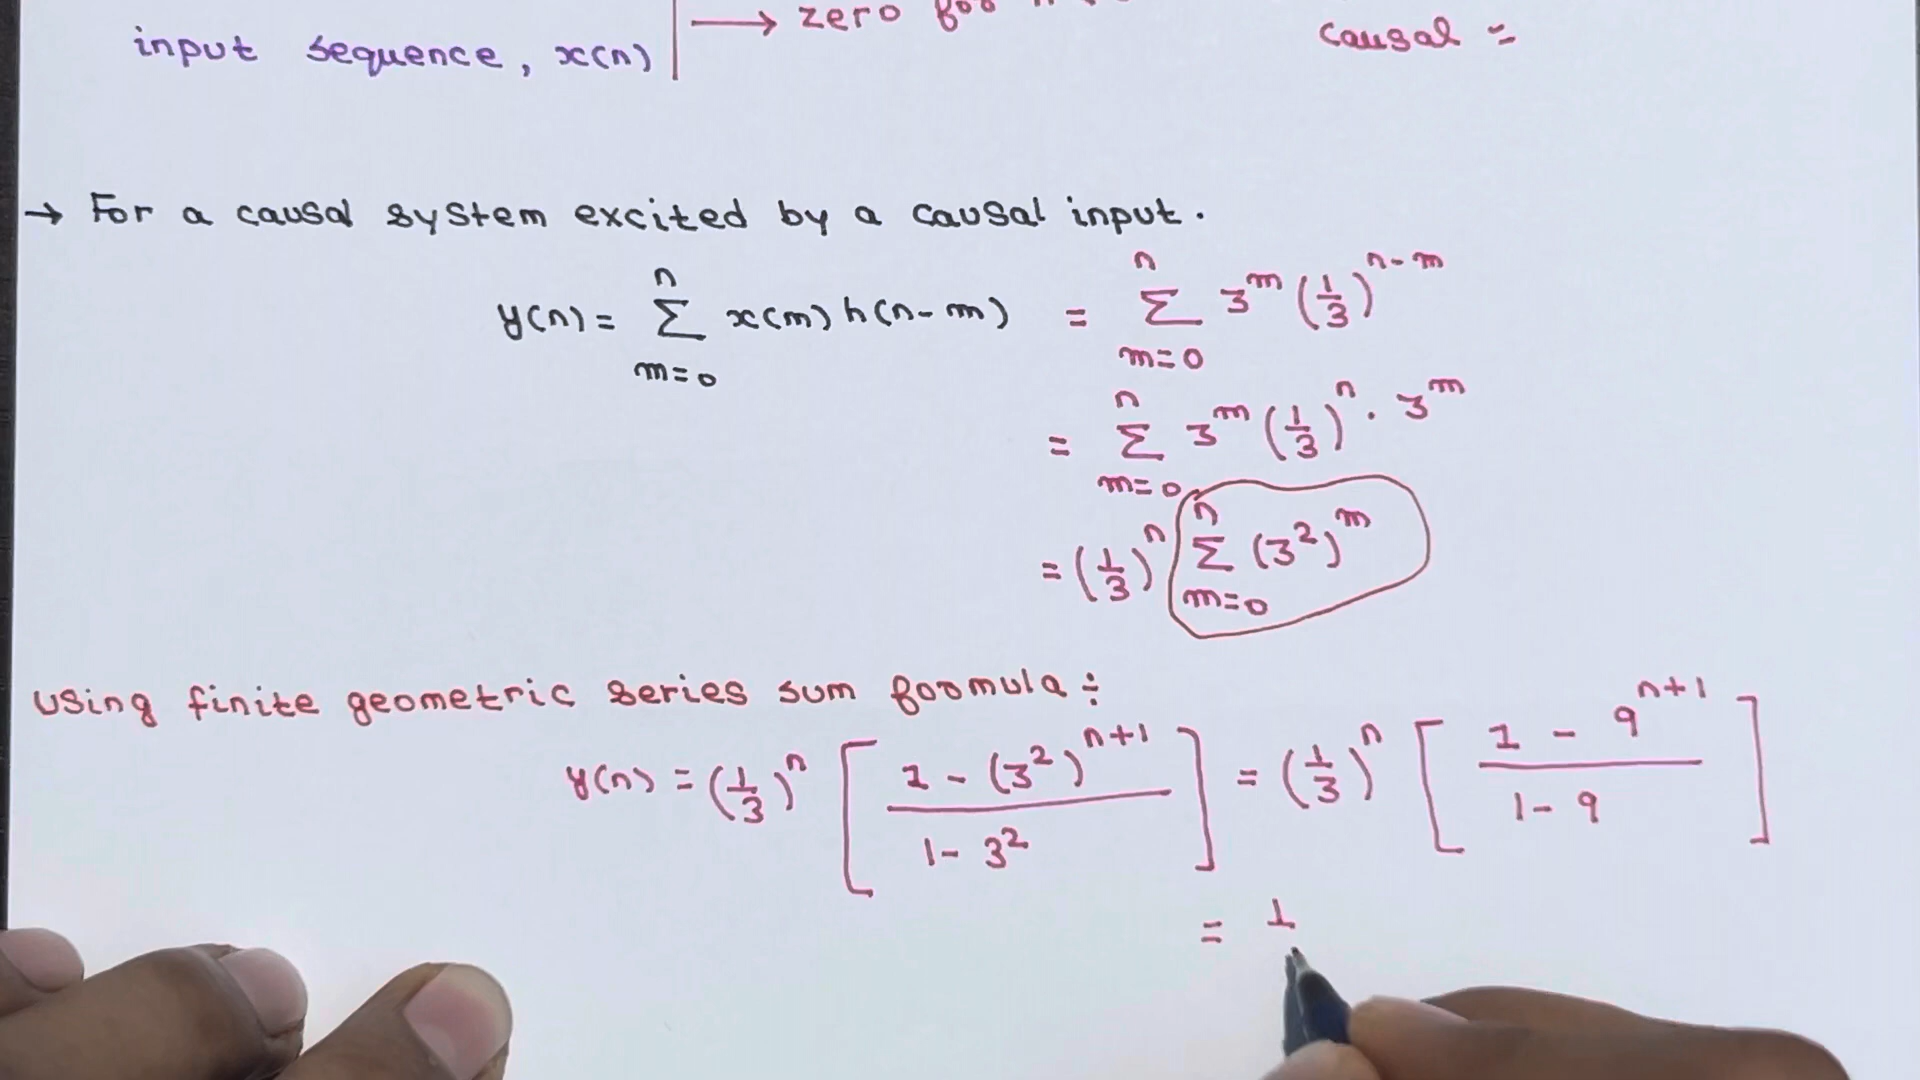 → zero for
input sequence, x(n)
causal =
→ For a causal system excited by a causal input.
y(n) = Σ_{m=0}^{n} x(m) h(n-m) = Σ_{m=0}^{n} 3^m (1/3)^{n-m}
= Σ_{m=0}^{n} 3^m (1/3)^n . 3^m
= (1/3)^n Σ_{m=0}^{n} (3^2)^m
Using finite geometric series sum formula:
y(n) = (1/3)^n [ (1 - (3^2)^{n+1}) / (1 - 3^2) ] = (1/3)^n [ (1 - 9^{n+1}) / (1 - 9) ]
= 1